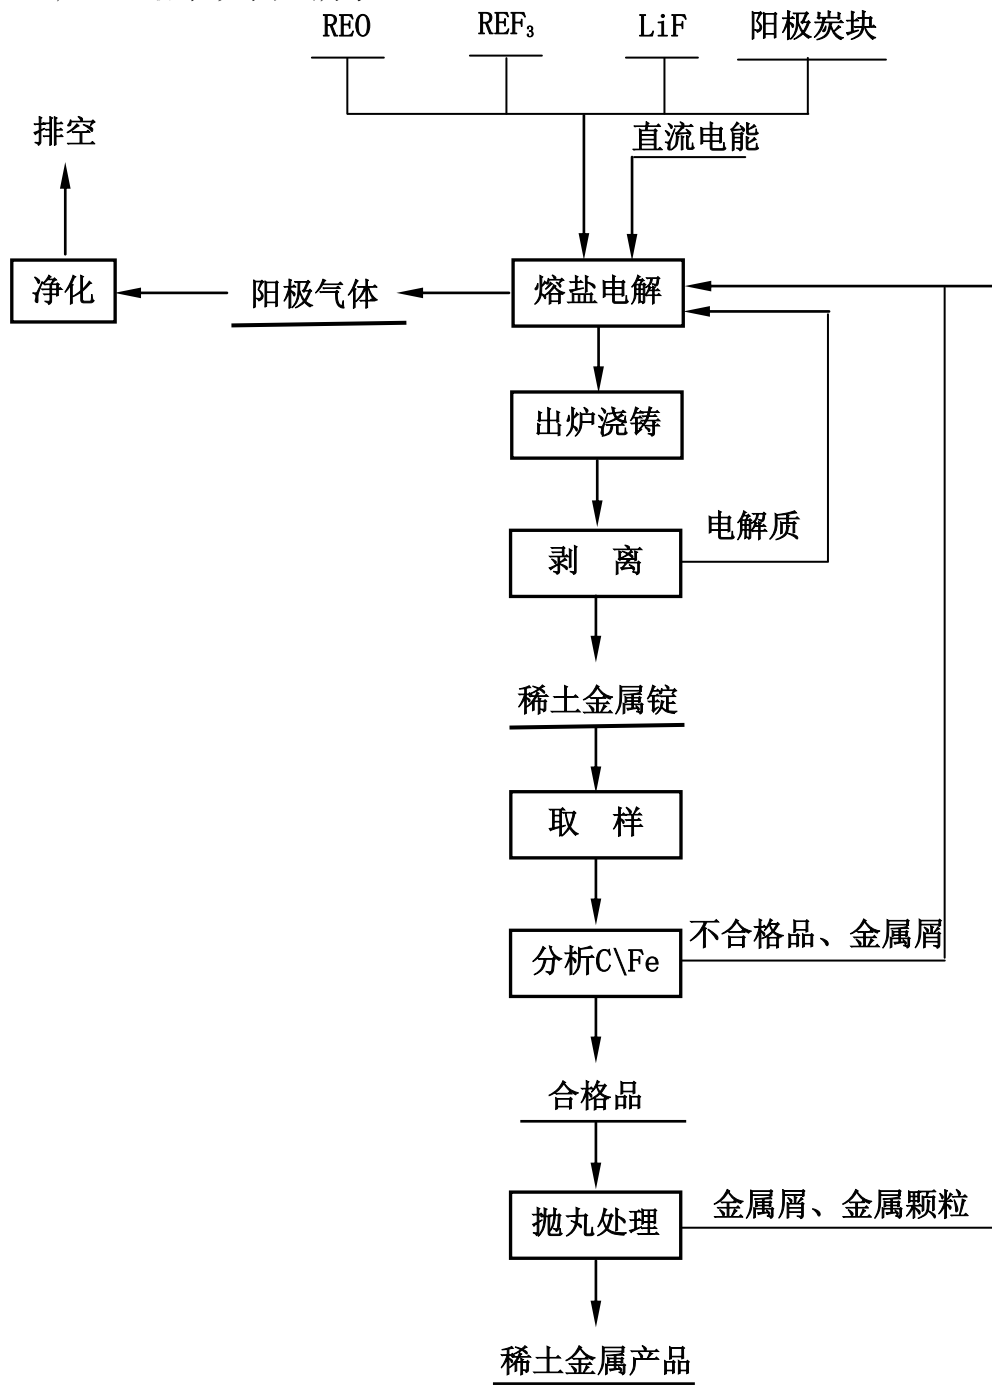 REO REF₃ LiF 阳极炭块
排空
直流电能
净化
阳极气体
熔盐电解
出炉浇铸
电解质
剥 离
稀土金属锭
取 样
不合格品、金属屑
分析C\Fe
合格品
金属屑、金属颗粒
抛丸处理
稀土金属产品